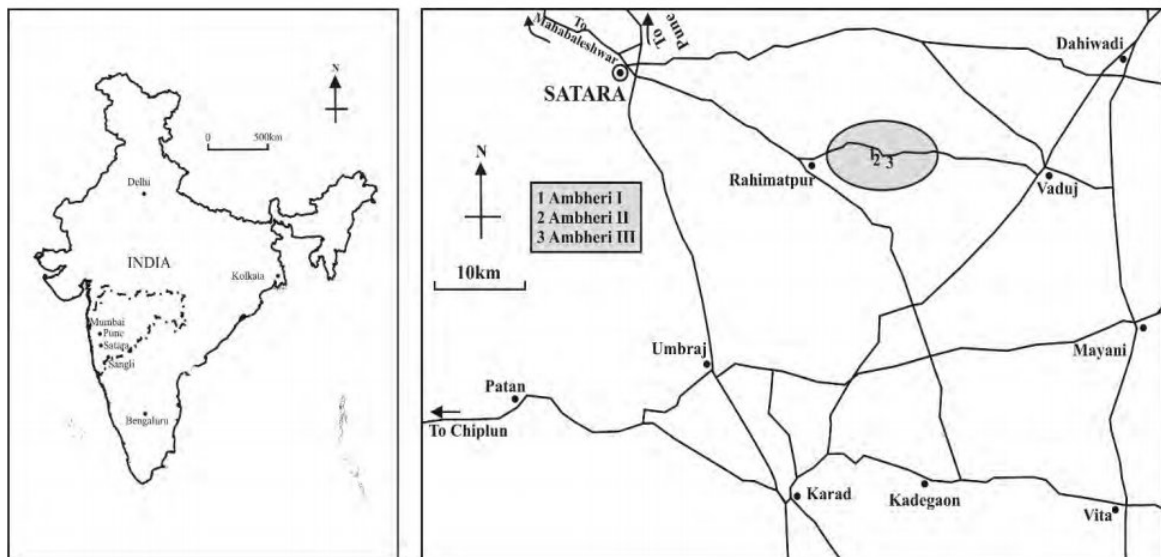 N
0 500km
Delhi
INDIA
Kolkata
Mumbai
Pune
Satara
Sangli
Bengaluru
To
Mahabaleshwar
To
Pune
SATARA
Dahiwadi
N
Rahimatpur
1
2 3
Vaduj
1 Ambheri I
2 Ambheri II
3 Ambheri III
10km
Umbraj
Mayani
Patan
To Chiplun
Karad
Kadegaon
Vita